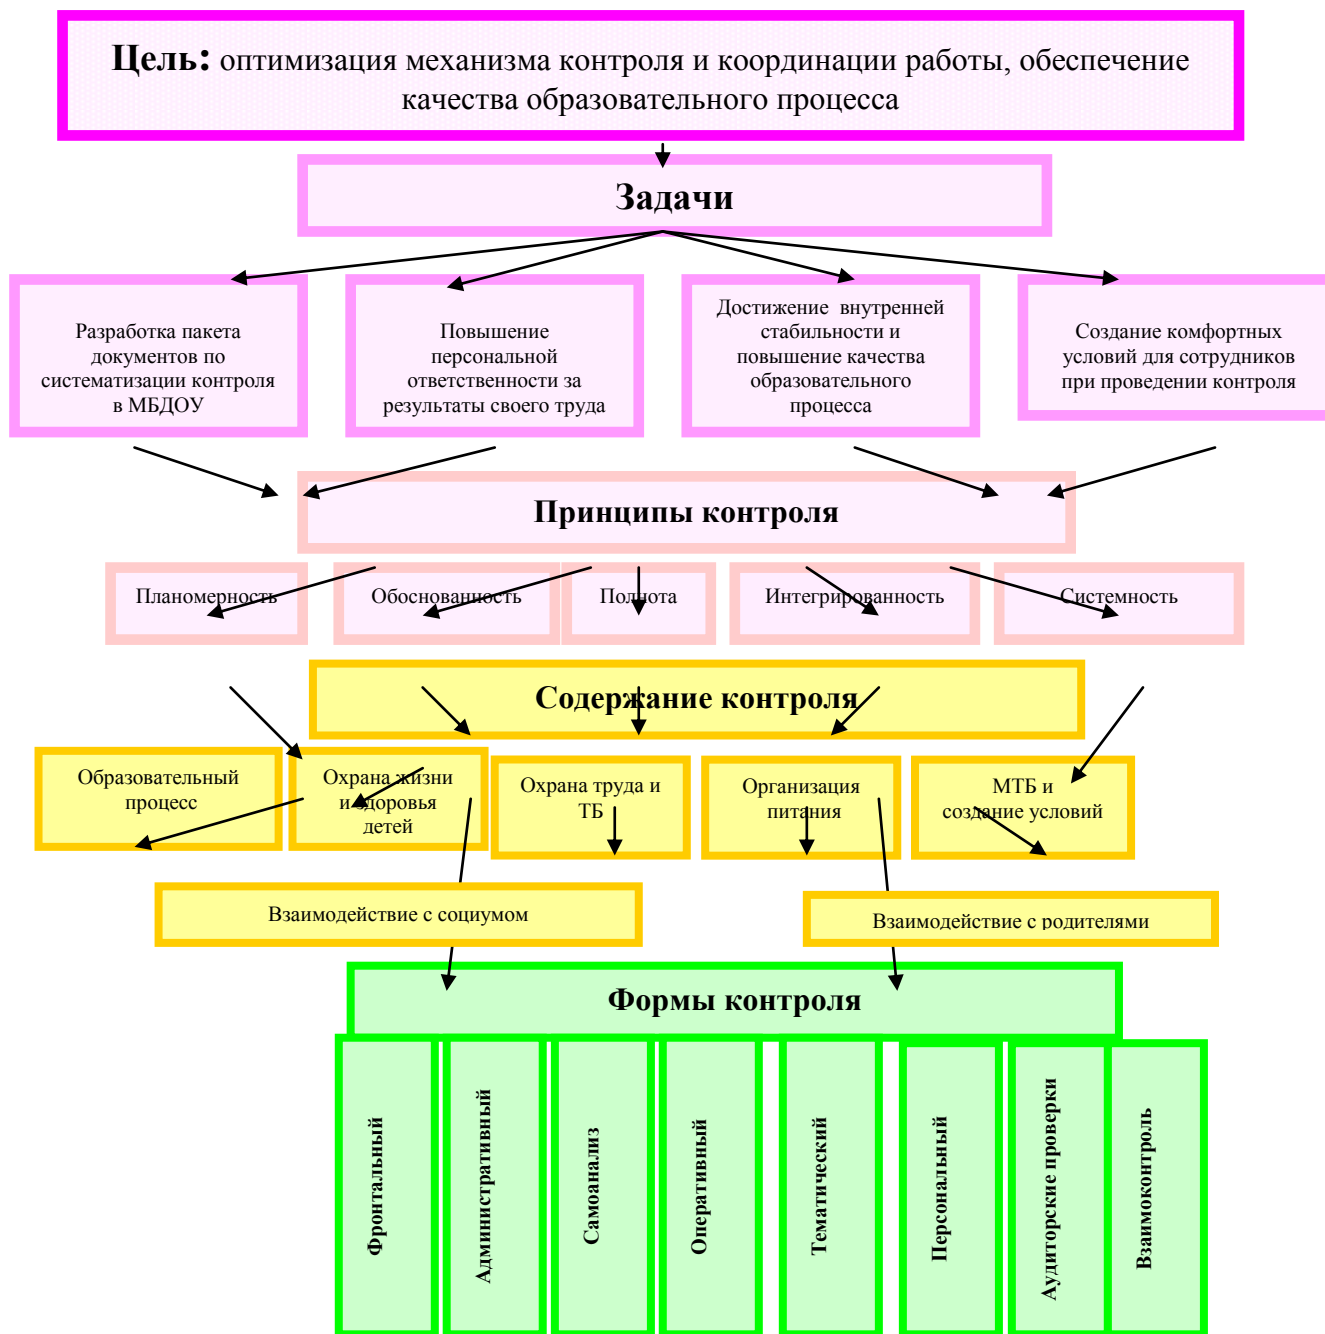 Цель: оптимизация механизма контроля и координации работы, обеспечение
качества образовательного процесса
Задачи
Разработка пакета
документов по
систематизации контроля
в МБДОУ
Повышение
персональной
ответственности за
результаты своего труда
Достижение внутренней
стабильности и
повышение качества
образовательного
процесса
Создание комфортных
условий для сотрудников
при проведении контроля
Принципы контроля
Планомерность
Обоснованность
Полнота
Интегрированность
Системность
Содержание контроля
Образовательный
процесс
Охрана жизни
и здоровья
детей
Охрана труда и
ТБ
Организация
питания
МТБ и
создание условий
Взаимодействие с социумом
Взаимодействие с родителями
Формы контроля
Фронтальный
Административный
Самоанализ
Оперативный
Тематический
Персональный
Аудиторские проверки
Взаимоконтроль